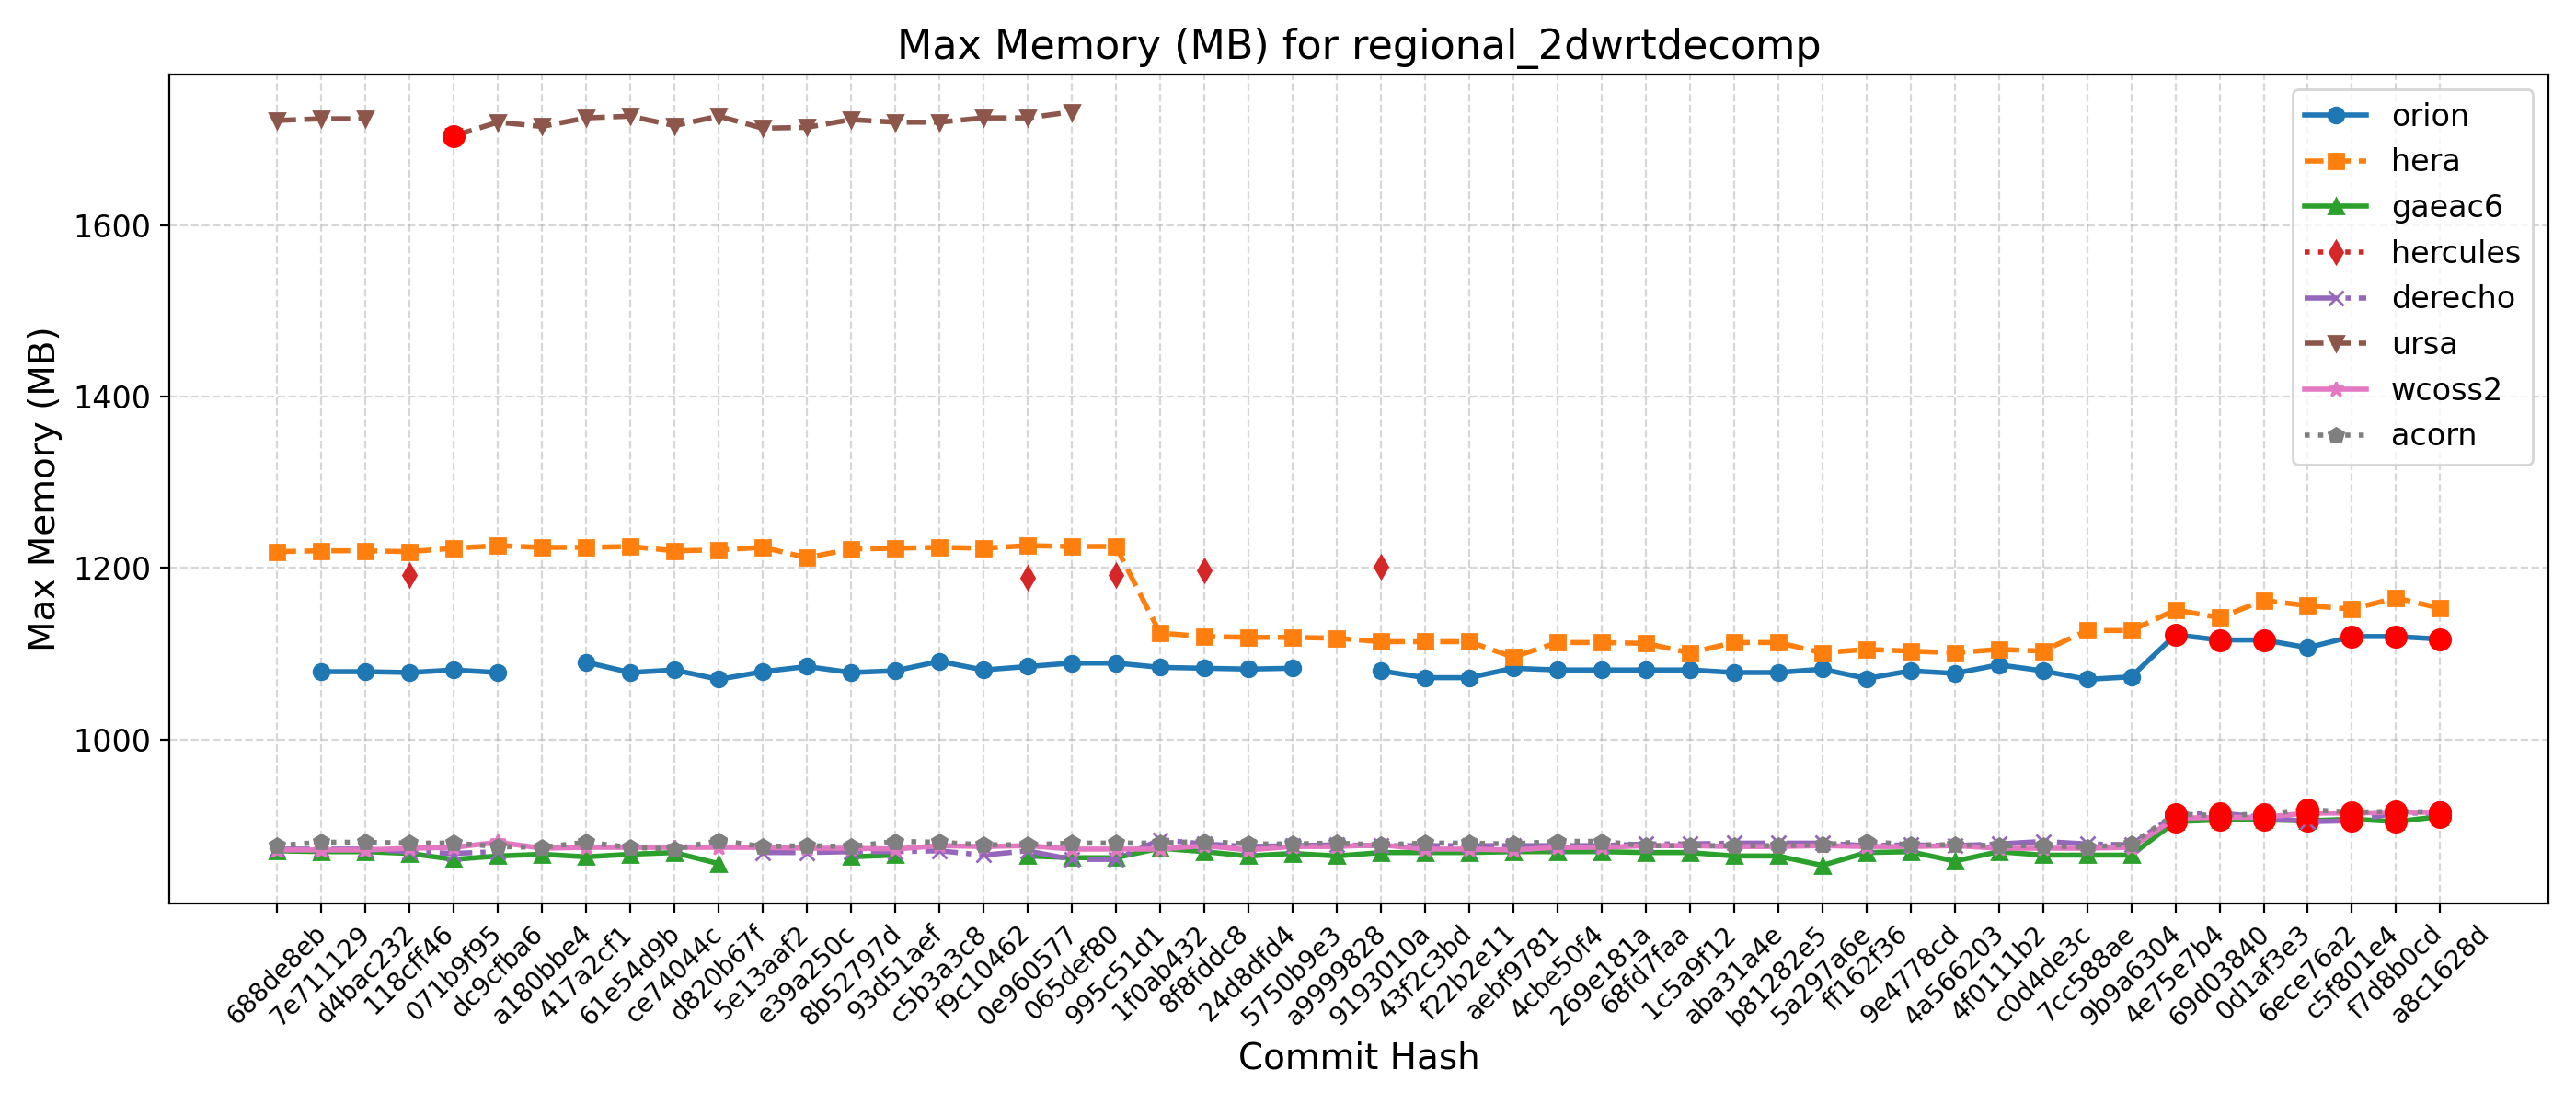 Max Memory (MB) for regional_2dwrtdecomp
Max Memory (MB)
1600
1400
1200
1000
orion
hera
gaeac6
hercules
derecho
ursa
wcoss2
acorn
688de8eb
7e711129
d4bac232
118cff46
071b9f95
dc9cfba6
a180bbe4
417a2cf1
61e54d9b
ce74044c
d820b67f
5e13aaf2
e39a250c
8b52797d
93d51aef
c5b3a3c8
f9c10462
0e960577
065def80
995c51d1
1f0ab432
8f8fddc8
24d8dfd4
5750b9e3
a9999828
9193010a
43f2c3bd
f22b2e11
aebf9781
4cbe50f4
269e181a
68fd7faa
1c5a9f12
aba31a4e
b81282e5
5a297a6e
ff162f36
9e4778cd
4a566203
4f0111b2
c0d4de3c
7cc588ae
9b9a6304
4e75e7b4
69d03840
0d1af3e3
6ece76a2
c5f801e4
f7d8b0cd
a8c1628d
Commit Hash